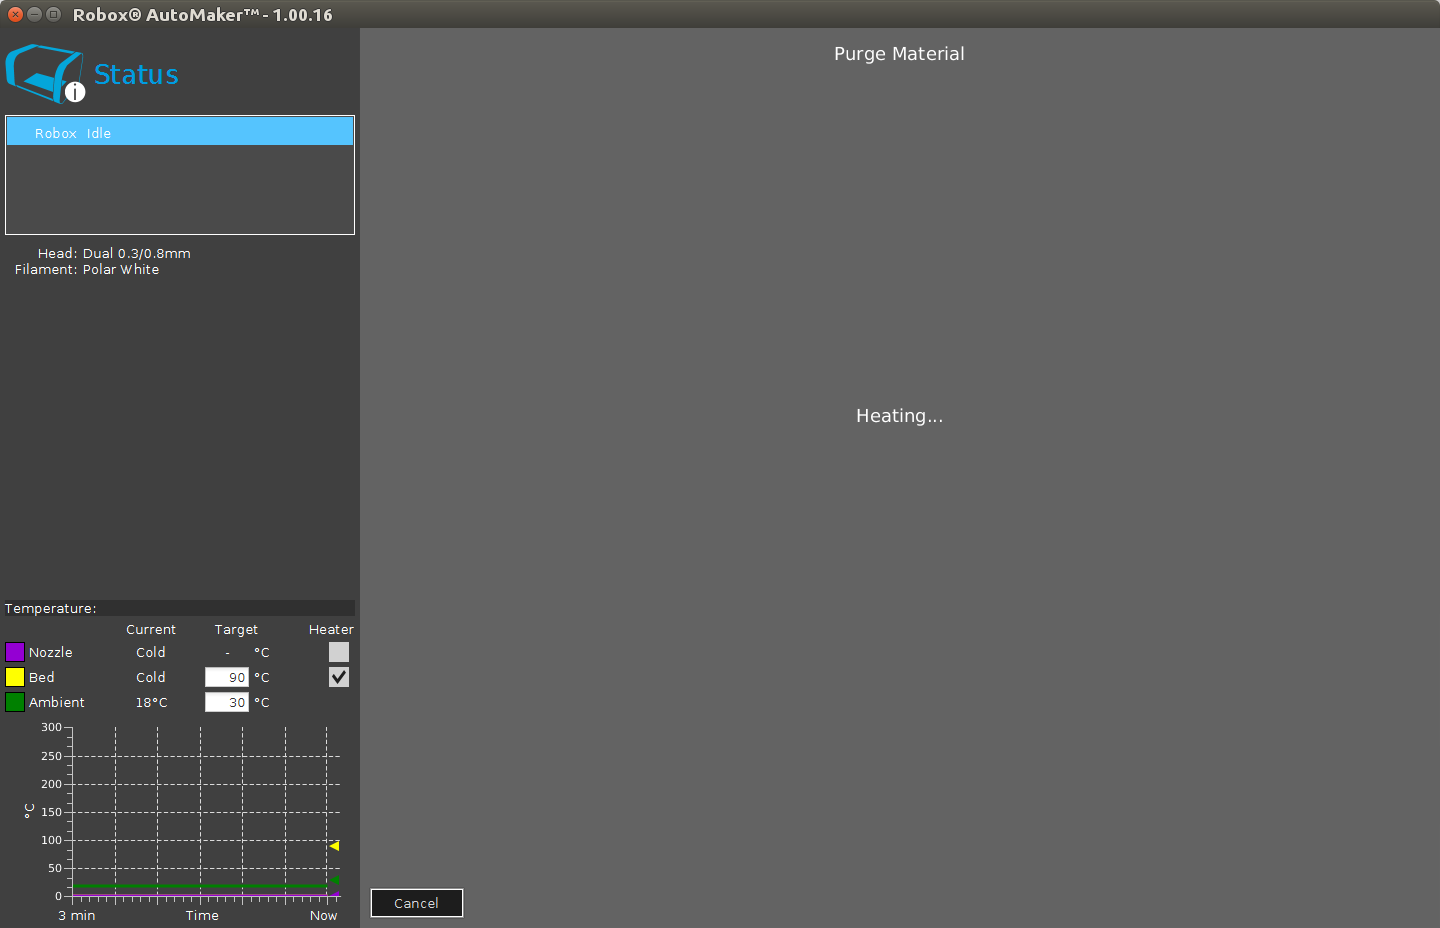 Robox® AutoMaker™ - 1.00.16
Status
i
Robox Idle
Head: Dual 0.3/0.8mm
Filament: Polar White
Purge Material
Heating...
Temperature:
Current Target Heater
Nozzle Cold - °C
Bed Cold 90 °C
Ambient 18°C 30 °C
300
250
200
150
100
50
0
°C
3 min Time Now
Cancel